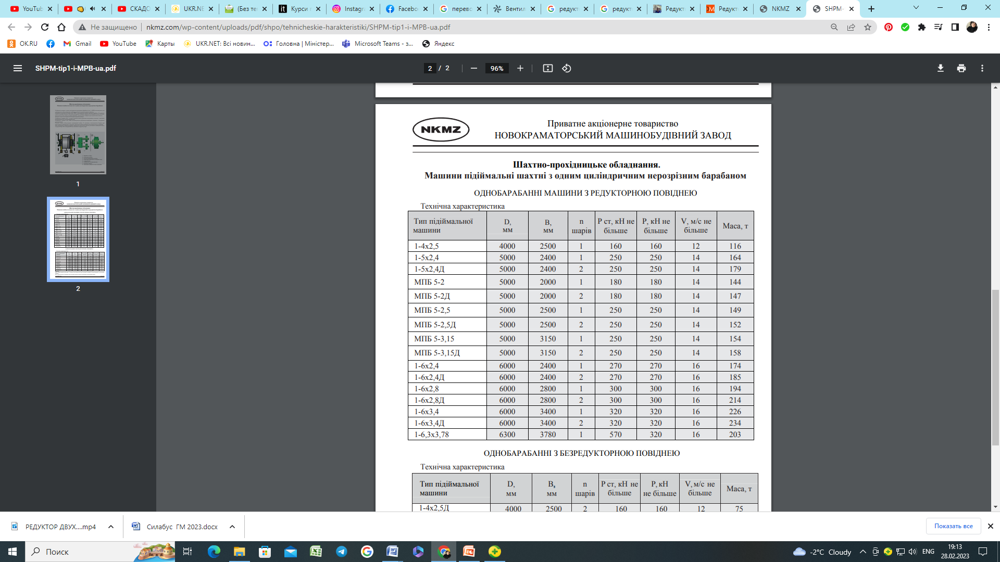 YouTub
СКАДО
UKR.NE
(Без те
Курси п
Instagra
Facebo
перево
Вентил
редукт
редукт
Редукт
Редукт
NKMZ
SHPM-
Не защищено
nkmz.com/wp-content/uploads/pdf/shpo/tehnicheskie-harakteristiki/SHPM-tip1-i-MPB-ua.pdf
OK.RU
Gmail
YouTube
Карты
UKR.NET: Всі новин...
Головна | Міністер...
Microsoft Teams - з...
Яндекс
SHPM-tip1-i-MPB-ua.pdf
2 / 2
96%
1
2
NKMZ
Приватне акціонерне товариство
НОВОКРАМАТОРСЬКИЙ МАШИНОБУДІВНИЙ ЗАВОД
Шахтно-прохідницьке обладнання.
Машини підіймальні шахтні з одним циліндричним нерозрізним барабаном
ОДНОБАРАБАННІ МАШИНИ З РЕДУКТОРНОЮ ПОВІДНЕЮ
Технічна характеристика
Тип підіймальної машини D, мм B, мм n шарів Р ст, кН не більше Р, кН не більше V, м/с не більше Маса, т
1-4х2,5 4000 2500 1 160 160 12 116
1-5х2,4 5000 2400 1 250 250 14 164
1-5х2,4Д 5000 2400 2 250 250 14 179
МПБ 5-2 5000 2000 1 180 180 14 144
МПБ 5-2Д 5000 2000 2 180 180 14 147
МПБ 5-2,5 5000 2500 1 250 250 14 149
МПБ 5-2,5Д 5000 2500 2 250 250 14 152
МПБ 5-3,15 5000 3150 1 250 250 14 154
МПБ 5-3,15Д 5000 3150 2 250 250 14 158
1-6х2,4 6000 2400 1 270 270 16 174
1-6х2,4Д 6000 2400 2 270 270 16 185
1-6х2,8 6000 2800 1 300 300 16 194
1-6х2,8Д 6000 2800 2 300 300 16 214
1-6х3,4 6000 3400 1 320 320 16 226
1-6х3,4Д 6000 3400 2 320 320 16 234
1-6,3х3,78 6300 3780 1 570 320 16 203
ОДНОБАРАБАННІ З БЕЗРЕДУКТОРНОЮ ПОВІДНЕЮ
Технічна характеристика
Тип підіймальної машини D, мм B, мм n шарів Р ст, кН не більше Р, кН не більше V, м/с не більше Маса, т
1-4х2,5Д 4000 2500 2 160 160 12 75
РЕДУКТОР ДВУХ....mp4
Силабус ГМ 2023.docx
Показать все
Поиск
-2°C Cloudy
ENG
19:13
28.02.2023